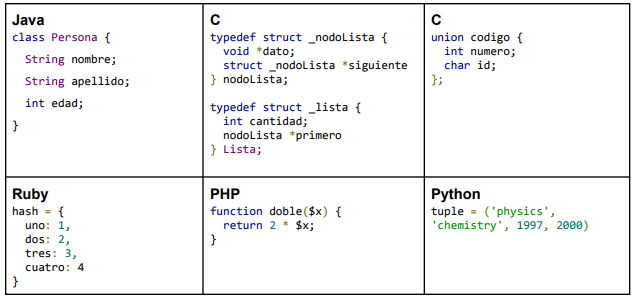 Java
class Persona {
String nombre;
String apellido;
int edad;
}
C
typedef struct _nodoLista {
void *dato;
struct _nodoLista *siguiente
} nodoLista;
typedef struct _lista {
int cantidad;
nodoLista *primero
} Lista;
C
union codigo {
int numero;
char id;
};
Ruby
hash = {
uno: 1,
dos: 2,
tres: 3,
cuatro: 4
}
PHP
function doble($x) {
return 2 * $x;
}
Python
tuple = ('physics',
'chemistry', 1997, 2000)